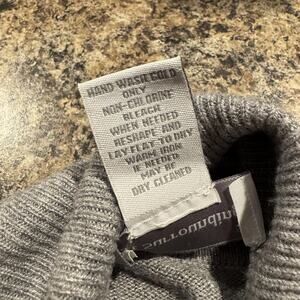 HAND WASH COLD
ONLY
NON-CHLORINE
BLEACH
WHEN NEEDED
RESHAPE AND
LAY FLAT TO DRY
WARM IRON
IF NEEDED
MAY BE
DRY CLEANED